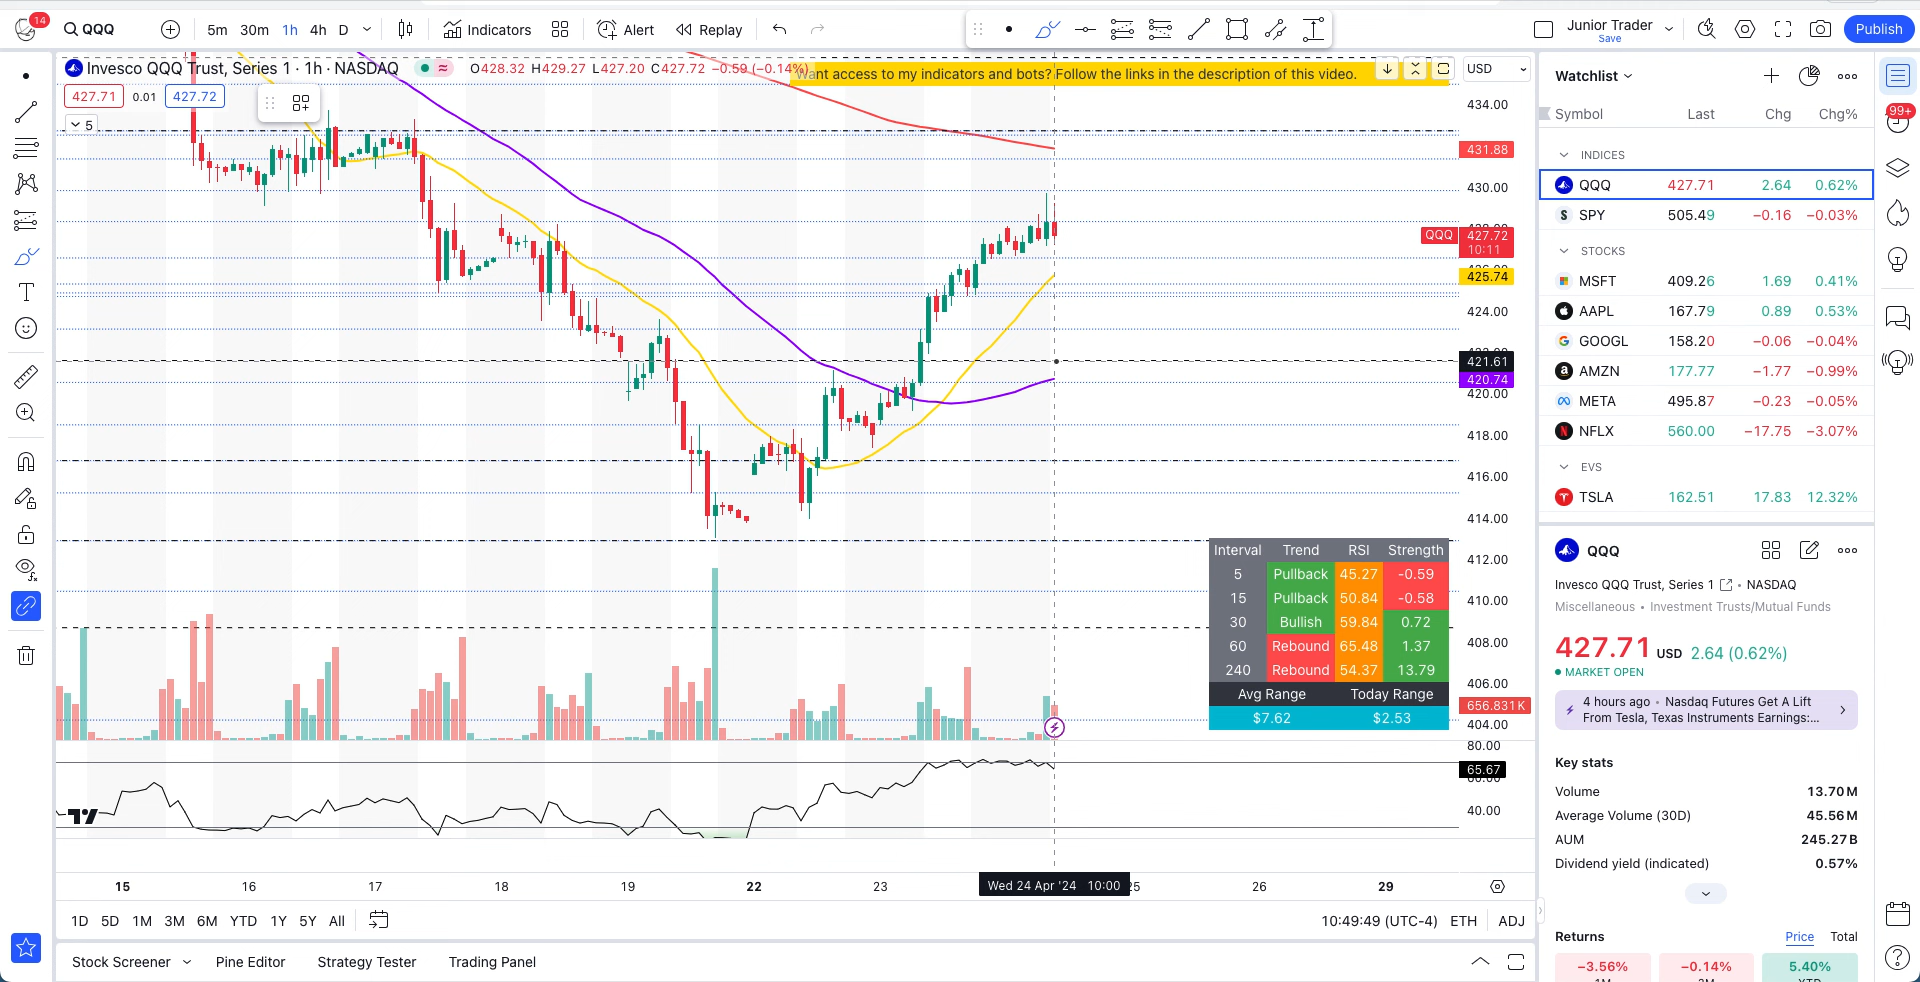 14
QQQ
5m 30m 1h 4h D
Indicators
Alert
Replay
Junior Trader
Save
Publish
Invesco QQQ Trust, Series 1 · 1h · NASDAQ
O428.32 H429.27 L427.20 C427.72 −0.59 (−0.14%)
want access to my indicators and bots? Follow the links in the description of this video.
USD
427.71 0.01 427.72
5
434.00
431.88
430.00
QQQ 427.72
10:11
425.74
424.00
421.61
420.74
420.00
418.00
416.00
414.00
412.00
410.00
408.00
406.00
656.831K
404.00
80.00
65.67
40.00
Interval Trend RSI Strength
5 Pullback 45.27 -0.59
15 Pullback 50.84 -0.58
30 Bullish 59.84 0.72
60 Rebound 65.48 1.37
240 Rebound 54.37 13.79
Avg Range Today Range
$7.62 $2.53
15 16 17 18 19 22 23 Wed 24 Apr '24 10:00 25 26 29
1D 5D 1M 3M 6M YTD 1Y 5Y All
10:49:49 (UTC-4) ETH ADJ
Stock Screener Pine Editor Strategy Tester Trading Panel
Watchlist
Symbol Last Chg Chg%
INDICES
QQQ 427.71 2.64 0.62%
SPY 505.49 −0.16 −0.03%
STOCKS
MSFT 409.26 1.69 0.41%
AAPL 167.79 0.89 0.53%
GOOGL 158.20 −0.06 −0.04%
AMZN 177.77 −1.77 −0.99%
META 495.87 −0.23 −0.05%
NFLX 560.00 −17.75 −3.07%
EVS
TSLA 162.51 17.83 12.32%
QQQ
Invesco QQQ Trust, Series 1 • NASDAQ
Miscellaneous • Investment Trusts/Mutual Funds
427.71 USD 2.64 (0.62%)
MARKET OPEN
4 hours ago • Nasdaq Futures Get A Lift
From Tesla, Texas Instruments Earnings:...
Key stats
Volume 13.70M
Average Volume (30D) 45.56M
AUM 245.27B
Dividend yield (indicated) 0.57%
Returns Price Total
−3.56% −0.14% 5.40%
99+